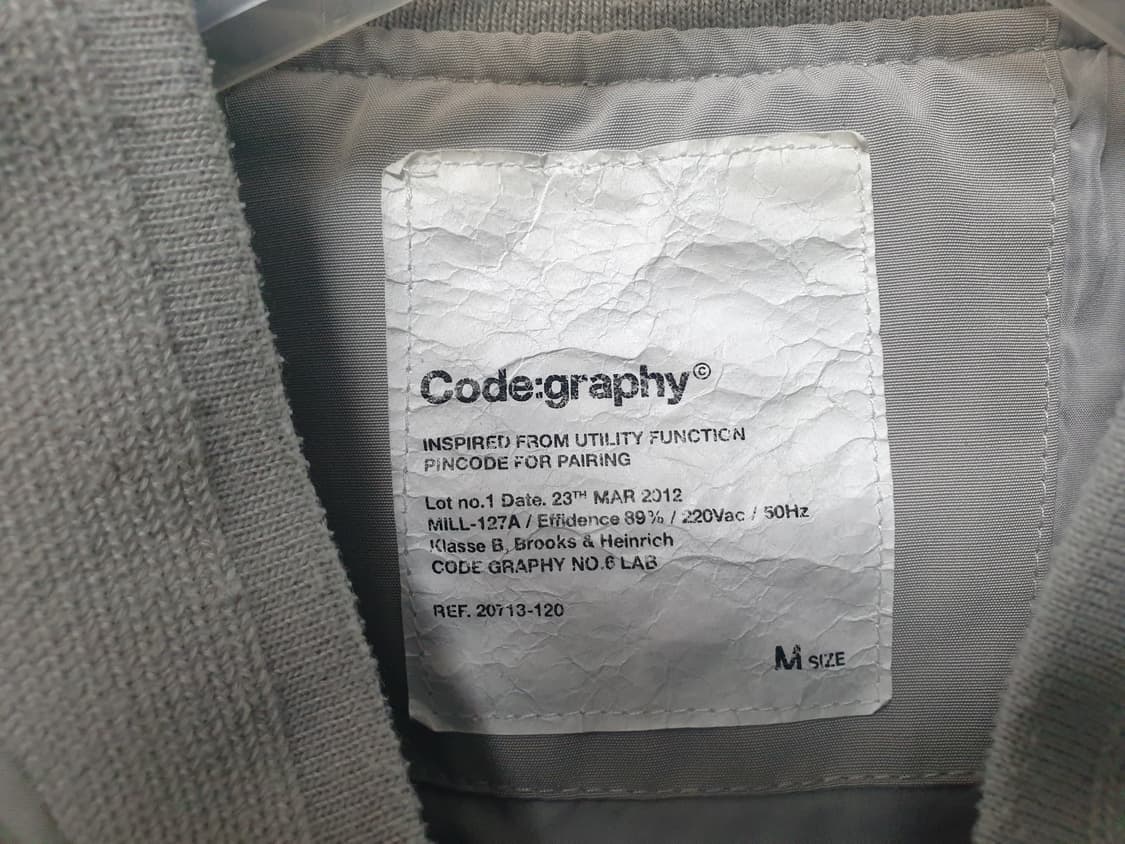 Code:graphy©
INSPIRED FROM UTILITY FUNCTION
PINCODE FOR PAIRING
Lot no.1 Date. 23TH MAR 2012
MILL-127A / Effidence 89% / 220Vac / 50Hz
Klasse B, Brooks & Heinrich
CODE GRAPHY NO.6 LAB
REF. 20713-120
M SIZE